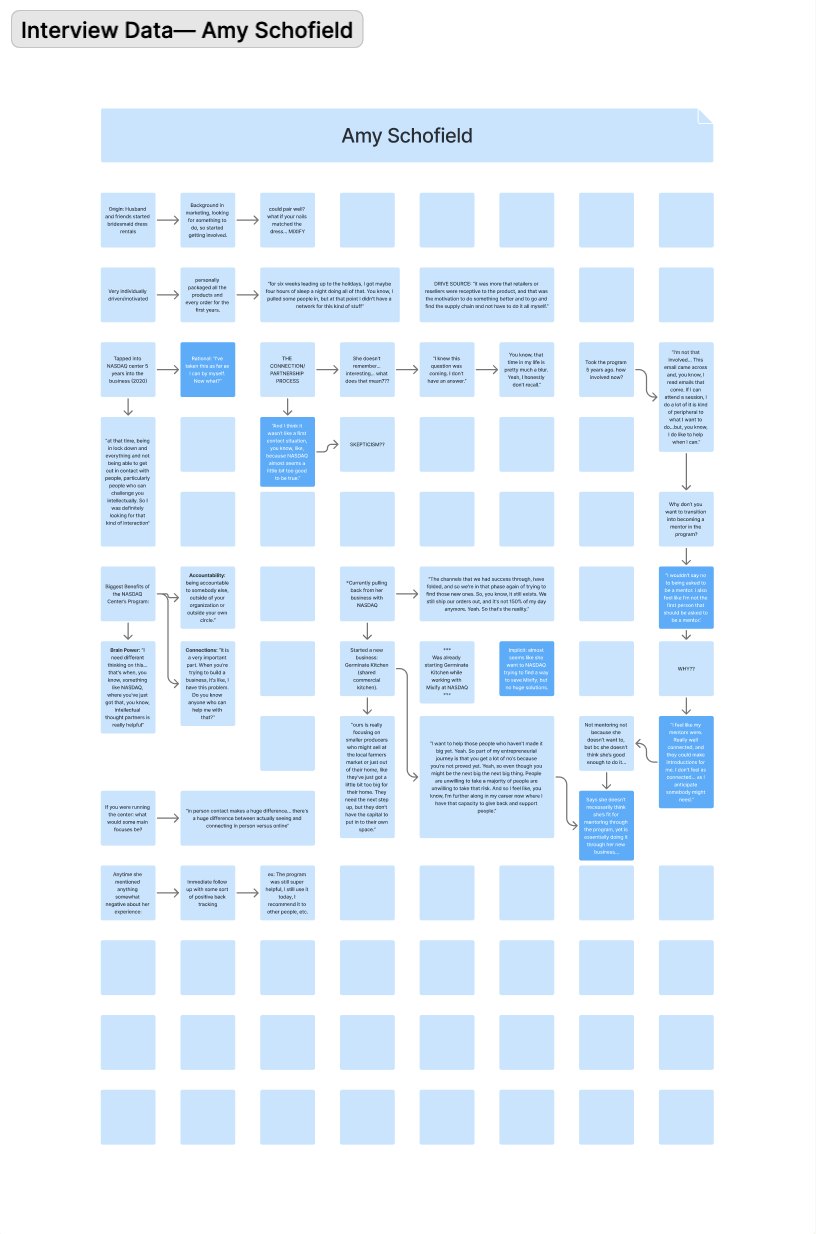 Interview Data— Amy Schofield
Amy Schofield
Origin: Husband
and friends started
bridesmaid dress
rentals
Background in
marketing, looking
for something to
do, so started
getting involved.
could pair well?
what if your nails
matched the
dress... MIXIFY
Very individually
driven/motivated
personally
packaged all the
products and
every order for the
first years.
"for six weeks leading up to the holidays, I got maybe
four hours of sleep a night doing all of that. You know, I
pulled some people in, but at that point I didn't have a
network for this kind of stuff"
DRIVE SOURCE: "it was more that retailers or
resellers were receptive to the product, and that was
the motivation to do something better and to go and
find the supply chain and not have to do it all myself."
Tapped into
NASDAQ center 5
years into the
business (2020)
Rational: "I've
taken this as far as
I can by myself.
Now what?"
THE
CONNECTION/
PARTNERSHIP
PROCESS
She doesn't
remember...
interesting... what
does that mean???
"I knew this
question was
coming. I don't
have an answer."
You know, that
time in my life is
pretty much a blur.
Yeah, I honestly
don't recall."
Took the program
5 years ago. how
involved now?
"I'm not that
involved... This
email came across
and, you know, I
read emails that
come. If I can
attend a session, I
do a lot of it is kind
of peripheral to
what I want to
do...but, you know,
I do like to help
when I can."
"at that time, being
in lock down and
everything and not
being able to get
out in contact with
people, particularly
people who can
challenge you
intellectually. So I
was definitely
looking for that
kind of interaction"
"And I think it
wasn't like a first
contact situation,
you know, like,
because NASDAQ
almost seems a
little bit too good
to be true."
SKEPTICISM??
Why don't you
want to transition
into becoming a
mentor in the
program?
Biggest Benefits of
the NASDAQ
Center's Program:
Accountability:
being accountable
to somebody else,
outside of your
organization or
outside your own
circle."
*Currently pulling
back from her
business with
NASDAQ
"The channels that we had success through, have
folded, and so we're in that phase again of trying to
find those new ones. So, you know, it still exists. We
still ship our orders out, and it's not 150% of my day
anymore. Yeah. So that's the reality."
"I wouldn't say no
to being asked to
be a mentor. I also
feel like I'm not the
first person that
should be asked to
be a mentor.
Brain Power: "I
need different
thinking on this...
that's when, you
know, something
like NASDAQ,
where you've just
got that, you know,
intellectual
thought partners is
really helpful"
Connections: "it is
a very important
part. When you're
trying to build a
business, it's like, I
have this problem.
Do you know
anyone who can
help me with
that?"
Started a new
business:
Germinate Kitchen
(shared
commercial
kitchen).
***
Was already
starting Germinate
Kitchen while
working with
Mixify at NASDAQ
***
Implicit: almost
seems like she
want to NASDAQ
trying to find a way
to save Mixify, but
no huge solutions.
WHY??
"ours is really
focusing on
smaller producers
who might sell at
the local farmers
market or just out
of their home, like
they've just got a
little bit too big for
their home. They
need the next step
up, but they don't
have the capital to
put in to their own
space."
"I want to help those people who haven't made it
big yet. Yeah. So part of my entrepreneurial
journey is that you get a lot of no's because
you're not proved yet. Yeah, so even though you
might be the next big the next big thing. People
are unwilling to take a majority of people are
unwilling to take that risk. And so I feel like, you
know, I'm further along in my career now where I
have that capacity to give back and support
people."
Not mentoring not
because she
doesn't want to,
but bc she doesn't
think she's good
enough to do it...
"I feel like my
mentors were.
Really well
connected, and
they could make
introductions for
me. I don't feel as
connected... as I
anticipate
somebody might
need."
If you were running
the center: what
would some main
focuses be?
"in person contact makes a huge difference... there's
a huge difference between actually seeing and
connecting in person versus online"
Says she doesn't
necessarily think
she's fit for
mentoring through
the program, yet is
essentially doing it
through her new
business...
Anytime she
mentioned
anything
somewhat
negative about her
experience:
Immediate follow
up with some sort
of positive back
tracking
ex: The program
was still super
helpful, I still use it
today, I
recommend it to
other people, etc.